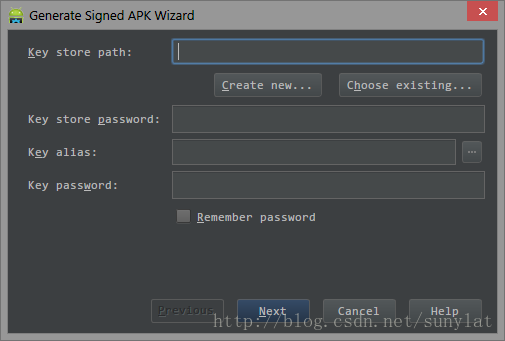 Generate Signed APK Wizard
Key store path:
Create new... Choose existing...
Key store password:
Key alias:
...
Key password:
Remember password
Previous Next Cancel Help
http://blog.csdn.net/sunylat